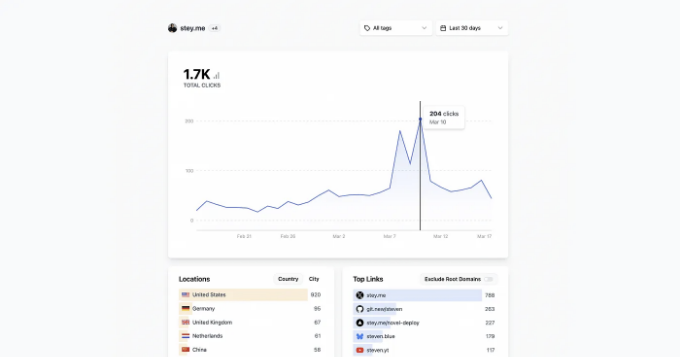 stey.me +4
All tags
Last 30 days
1.7K
TOTAL CLICKS
204 clicks
Mar 10
200
100
0
Feb 21 Feb 26 Mar 2 Mar 7 Mar 12 Mar 17
Locations Country City
United States 920
Germany 95
United Kingdom 67
Netherlands 61
China 58
Top Links Exclude Root Domains
stey.me 789
git.new/steven 263
stey.me/novel-deploy 227
steven.blue 179
steven.yt 117